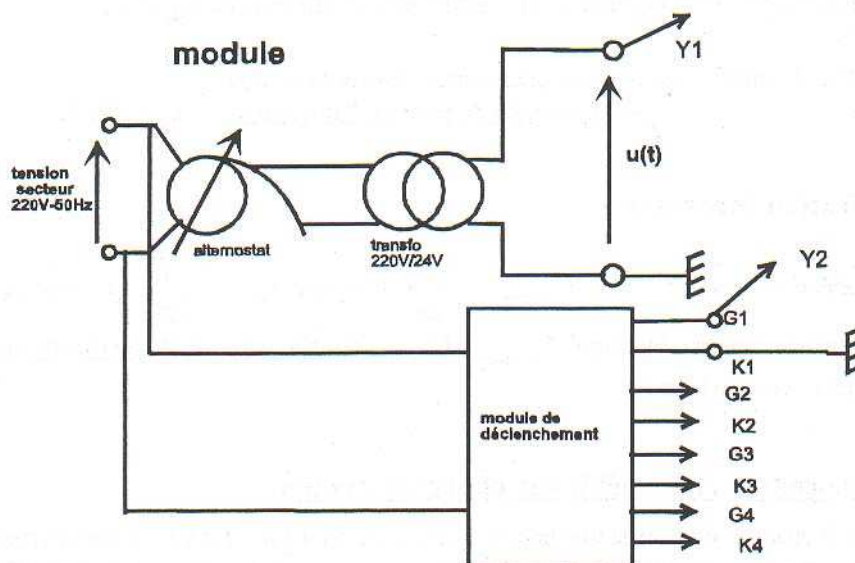 module
Y1
tension
secteur
220V-50Hz
u(t)
alternostat
transfo
220V/24V
Y2
G1
K1
G2
module de
déclenchement
K2
G3
K3
G4
K4